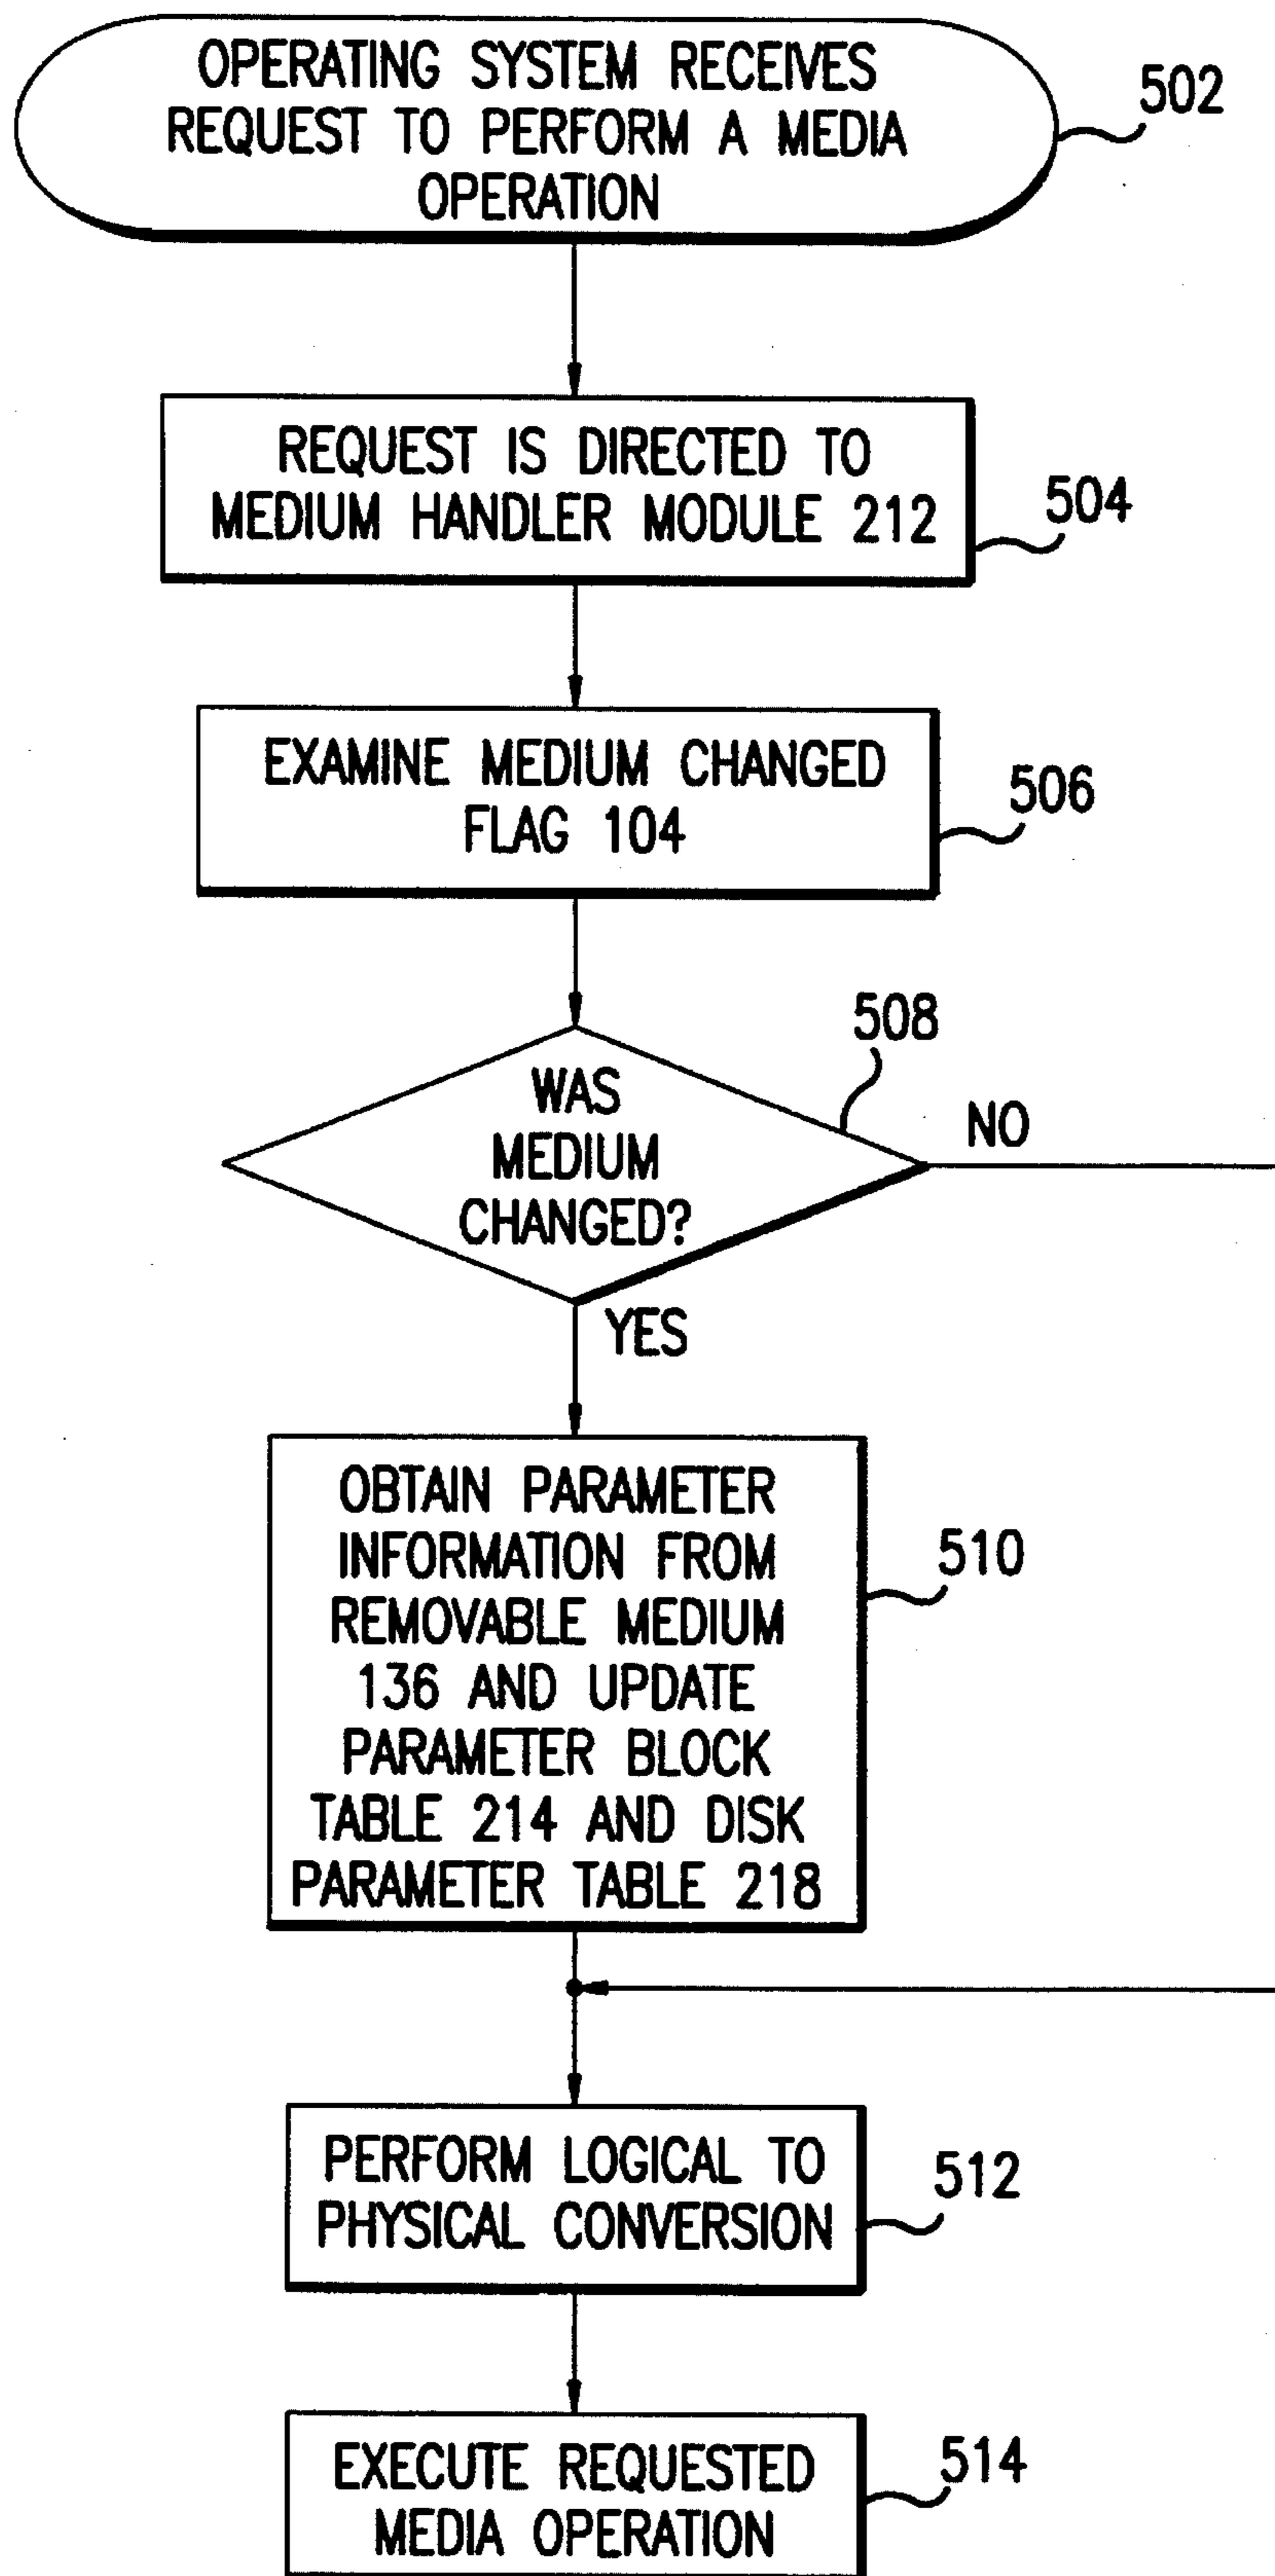 OPERATING SYSTEM RECEIVES
REQUEST TO PERFORM A MEDIA
OPERATION
502
REQUEST IS DIRECTED TO
MEDIUM HANDLER MODULE 212
504
EXAMINE MEDIUM CHANGED
FLAG 104
506
508
WAS
MEDIUM
CHANGED?
NO
YES
OBTAIN PARAMETER
INFORMATION FROM
REMOVABLE MEDIUM
136 AND UPDATE
PARAMETER BLOCK
TABLE 214 AND DISK
PARAMETER TABLE 218
510
PERFORM LOGICAL TO
PHYSICAL CONVERSION
512
EXECUTE REQUESTED
MEDIA OPERATION
514